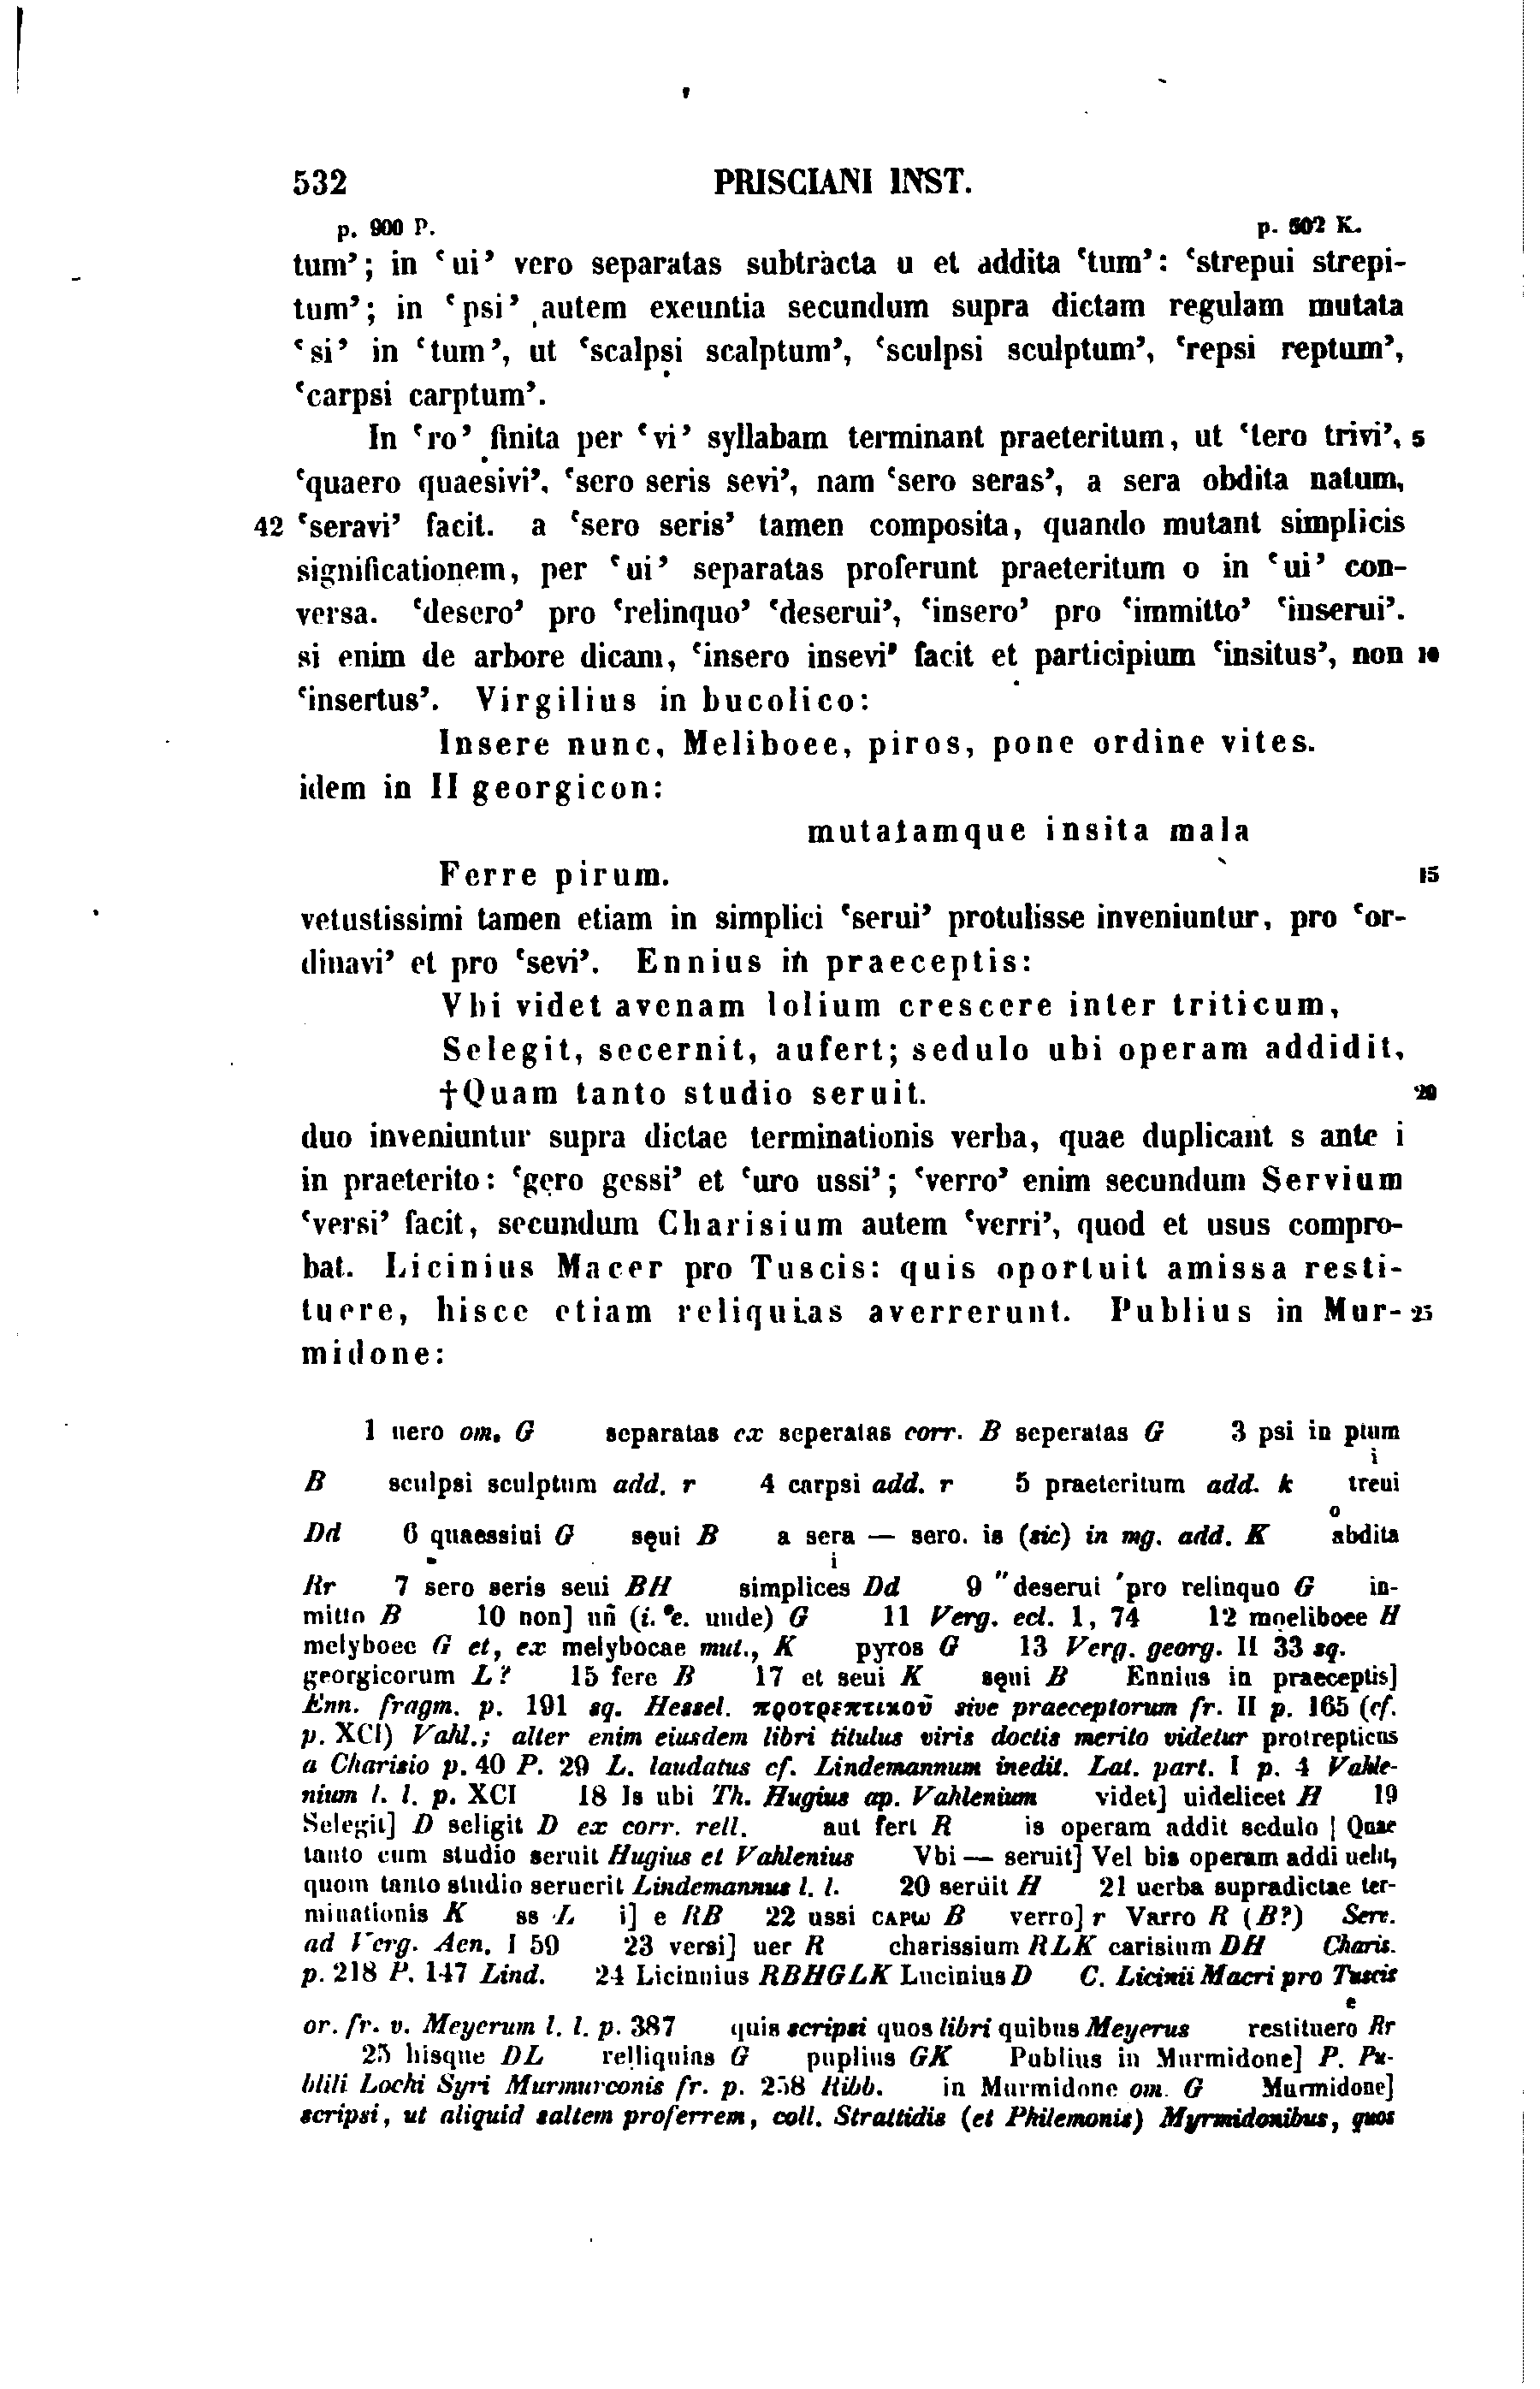 532 PRISCIANI INST.
p. 900 P. p. 502 K.
tum’; in ‘ui’ vero separatas subtracta u et addita ‘tum’: ‘strepui strepi-
tum’; in ‘psi’ autem exeuntia secundum supra dictam regulam mutata
‘si’ in ‘tum’, ut ‘scalpsi scalptum’, ‘sculpsi sculptum’, ‘repsi reptum’,
‘carpsi carptum’.
In ‘ro’ finita per ‘vi’ syllabam terminant praeteritum, ut ‘tero trivi’, 5
‘quaero quaesivi’, ‘sero seris sevi’, nam ‘sero seras’, a sera obdita natum,
42 ‘seravi’ facit. a ‘sero seris’ tamen composita, quando mutant simplicis
significationem, per ‘ui’ separatas proferunt praeteritum o in ‘ui’ con-
versa. ‘desero’ pro ‘relinquo’ ‘deserui’, ‘insero’ pro ‘immitto’ ‘inserui’.
si enim de arbore dicam, ‘insero insevi’ facit et participium ‘insitus’, non 10
‘insertus’. Virgilius in bucolico:
Insere nunc, Meliboee, piros, pone ordine vites.
idem in II georgicon:
mutatamque insita mala
Ferre pirum. 15
vetustissimi tamen etiam in simplici ‘serui’ protulisse inveniuntur, pro ‘or-
dinavi’ et pro ‘sevi’. Ennius in praeceptis:
Vbi videt avenam lolium crescere inter triticum,
Selegit, secernit, aufert; sedulo ubi operam addidit,
†Quam tanto studio seruit. 20
duo inveniuntur supra dictae terminationis verba, quae duplicant s ante i
in praeterito: ‘gero gessi’ et ‘uro ussi’; ‘verro’ enim secundum Servium
‘versi’ facit, secundum Charisium autem ‘verri’, quod et usus compro-
bat. Licinius Macer pro Tuscis: quis oportuit amissa resti-
tuere, hisce etiam reliquias averrerunt. Publius in Mur- 25
midone:
1 uero om. G separatas ex seperatas corr. B seperatas G 3 psi in ptum
i
B sculpsi sculptum add. r 4 carpsi add. r 5 praeteritum add. k treui
o
Dd 6 quaessiui G sęui B a sera — sero. is (sic) in mg. add. K abdita
i
Rr 7 sero seris seui BH simplices Dd 9 "deserui 'pro relinquo G in-
mitto B 10 non] uñ (i. e. unde) G 11 Verg. ecl. 1, 74 12 mọeliboee H
melyboee G et, ex melybocae mut., K pyros G 13 Verg. georg. II 33 sq.
georgicorum L? 15 fere B 17 et seui K sęui B Ennius in praeceptis]
Enn. fragm. p. 191 sq. Hessel. προτρεπτικοῦ sive praeceptorum fr. II p. 165 (cf.
p. XCI) Vahl.; alter enim eiusdem libri titulus viris doctis merito videtur protrepticus
a Charisio p. 40 P. 29 L. laudatus cf. Lindemannum inedit. Lat. part. I p. 4 Vahle-
nium l. l. p. XCI 18 Is ubi Th. Hugius ap. Vahlenium videt] uidelicet H 19
Selegit] D seligit D ex corr. rell. aut fert R is operam addit sedulo | Quae
tanto cum studio seruit Hugius et Vahlenius Vbi — seruit] Vel bis operam addi uelit,
quom tanto studio seruerit Lindemannus l. l. 20 seruit H 21 uerba supradictae ter-
minationis K ss L i] e RB 22 ussi CAPω B verro] r Varro R (B?) Serv.
ad Verg. Aen. I 59 23 versi] uer R charissium RLK carisium DH Charis.
p. 218 P. 147 Lind. 24 Licinnius RBHGLK Lucinius D C. Licinii Macri pro Tuscis
e
or. fr. v. Meyerum l. l. p. 387 quis scripsi quos libri quibus Meyerus restituero Rr
25 hisque DL relliquias G puplius GK Publius in Murmidone] P. Pu-
blili Lochi Syri Murmurconis fr. p. 258 Ribb. in Murmidone om. G Murmidone]
scripsi, ut aliquid saltem proferrem, coll. Strattidis (et Philemonis) Myrmidonibus, quos